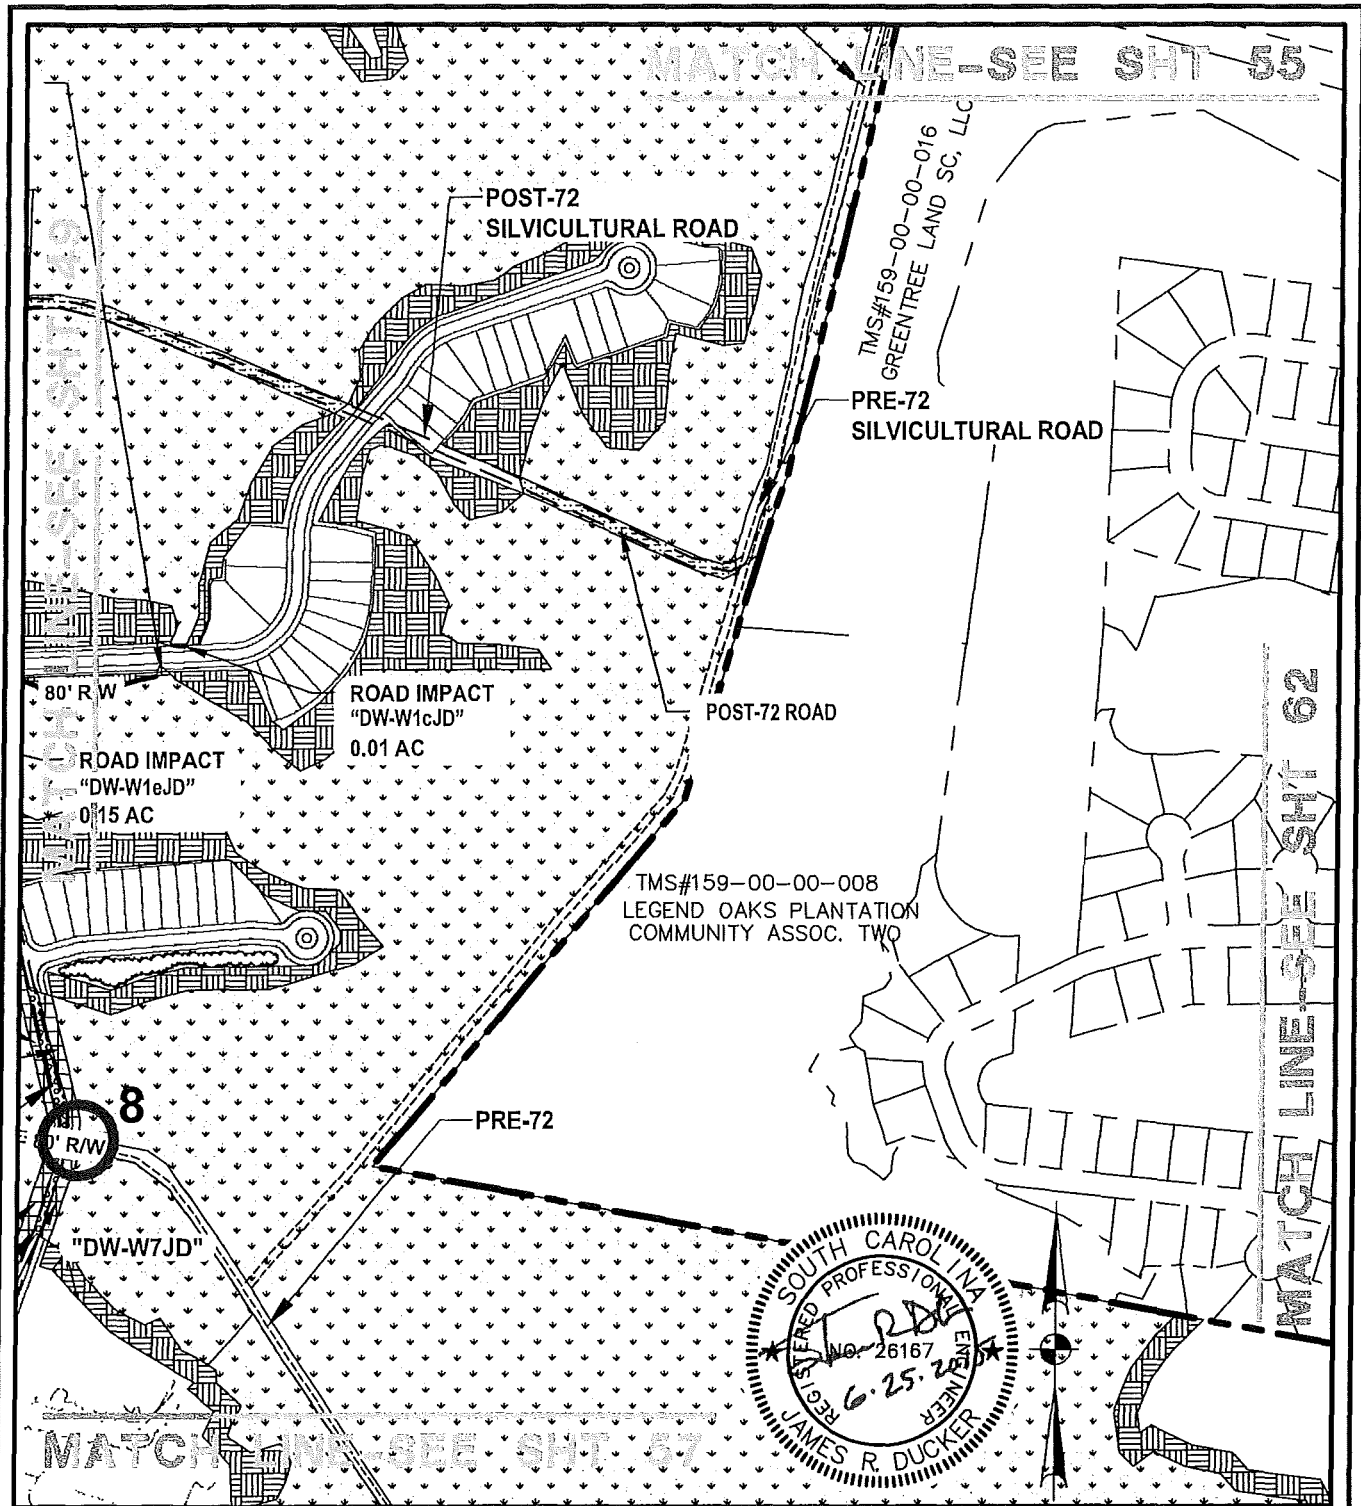 MATCH LINE-SEE SHT 55
TMS#159-00-00-016
GREENTREE LAND SC, LLC
POST-72
SILVICULTURAL ROAD
MATCH LINE-SEE SHT 49
PRE-72
SILVICULTURAL ROAD
80' R/W
ROAD IMPACT
"DW-W1cJD"
0.01 AC
POST-72 ROAD
ROAD IMPACT
"DW-W1eJD"
0.15 AC
TMS#159-00-00-008
LEGEND OAKS PLANTATION
COMMUNITY ASSOC. TWO
MATCH LINE-SEE SHT 62
8
80' R/W
PRE-72
"DW-W7JD"
SOUTH CAROLINA
REGISTERED PROFESSIONAL ENGINEER
NO. 26167
6.25.
JAMES R. DUCKER
MATCH LINE-SEE SHT 57